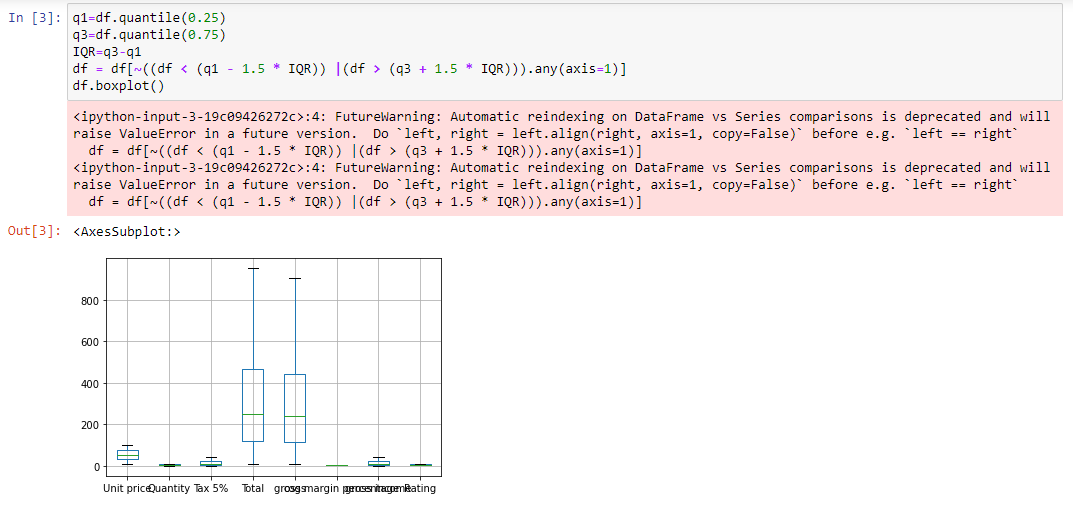 In [3]: q1=df.quantile(0.25)
q3=df.quantile(0.75)
IQR=q3-q1
df = df[~((df < (q1 - 1.5 * IQR)) |(df > (q3 + 1.5 * IQR))).any(axis=1)]
df.boxplot()
<ipython-input-3-19c09426272c>:4: FutureWarning: Automatic reindexing on DataFrame vs Series comparisons is deprecated and will
raise ValueError in a future version.  Do `left, right = left.align(right, axis=1, copy=False)` before e.g. `left == right`
  df = df[~((df < (q1 - 1.5 * IQR)) |(df > (q3 + 1.5 * IQR))).any(axis=1)]
<ipython-input-3-19c09426272c>:4: FutureWarning: Automatic reindexing on DataFrame vs Series comparisons is deprecated and will
raise ValueError in a future version.  Do `left, right = left.align(right, axis=1, copy=False)` before e.g. `left == right`
  df = df[~((df < (q1 - 1.5 * IQR)) |(df > (q3 + 1.5 * IQR))).any(axis=1)]
Out[3]: <AxesSubplot:>
800
600
400
200
0
Unit price Quantity Tax 5% Total gross margin Rating